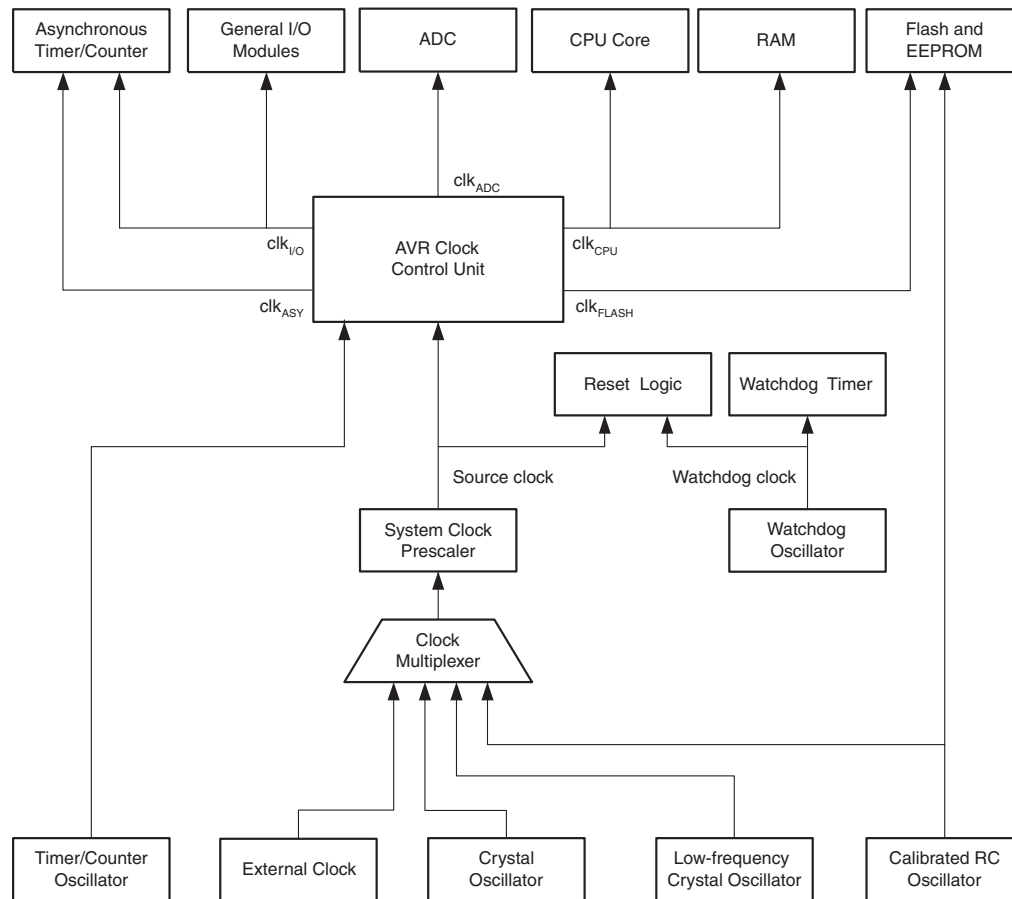 Asynchronous
Timer/Counter
General I/O
Modules
ADC
CPU Core
RAM
Flash and
EEPROM
clkADC
clkI/O
AVR Clock
Control Unit
clkCPU
clkASY
clkFLASH
Reset Logic
Watchdog Timer
Source clock
Watchdog clock
System Clock
Prescaler
Watchdog
Oscillator
Clock
Multiplexer
Timer/Counter
Oscillator
External Clock
Crystal
Oscillator
Low-frequency
Crystal Oscillator
Calibrated RC
Oscillator